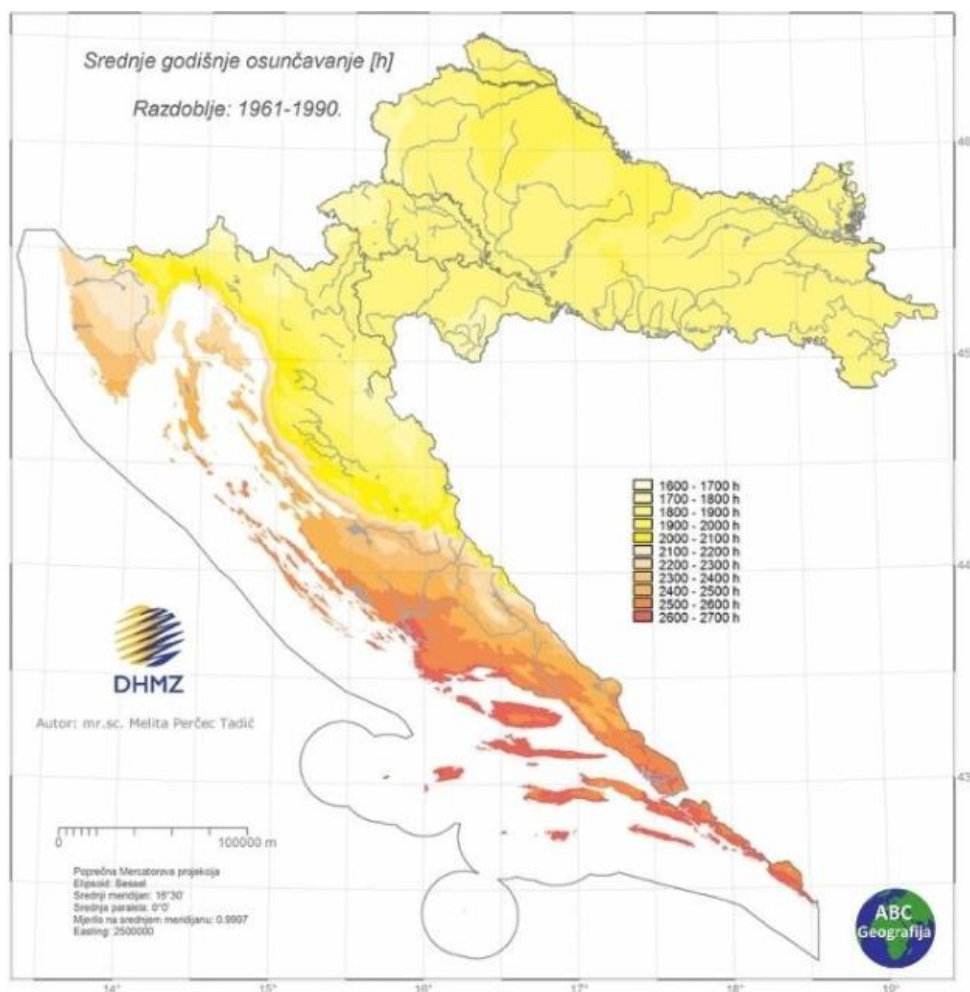 Srednje godišnje osunčavanje [h]
Razdoblje: 1961-1990.
46
45
1600 - 1700 h
1700 - 1800 h
1800 - 1900 h
1900 - 2000 h
2000 - 2100 h
2100 - 2200 h
2200 - 2300 h
2300 - 2400 h
2400 - 2500 h
2500 - 2600 h
2600 - 2700 h
44
DHMZ
Autor: mr.sc. Melita Perčec Tadić
43
0 100000 m
Poprečna Mercatorova projekcija
Elipsoid: Bessel
Srednji meridijan: 16°30'
Srednja paralela: 0°0'
Mjerilo na srednjem meridijanu: 0.9997
Easting: 2500000
ABC
Geografija
14° 15° 16° 17° 18° 19°